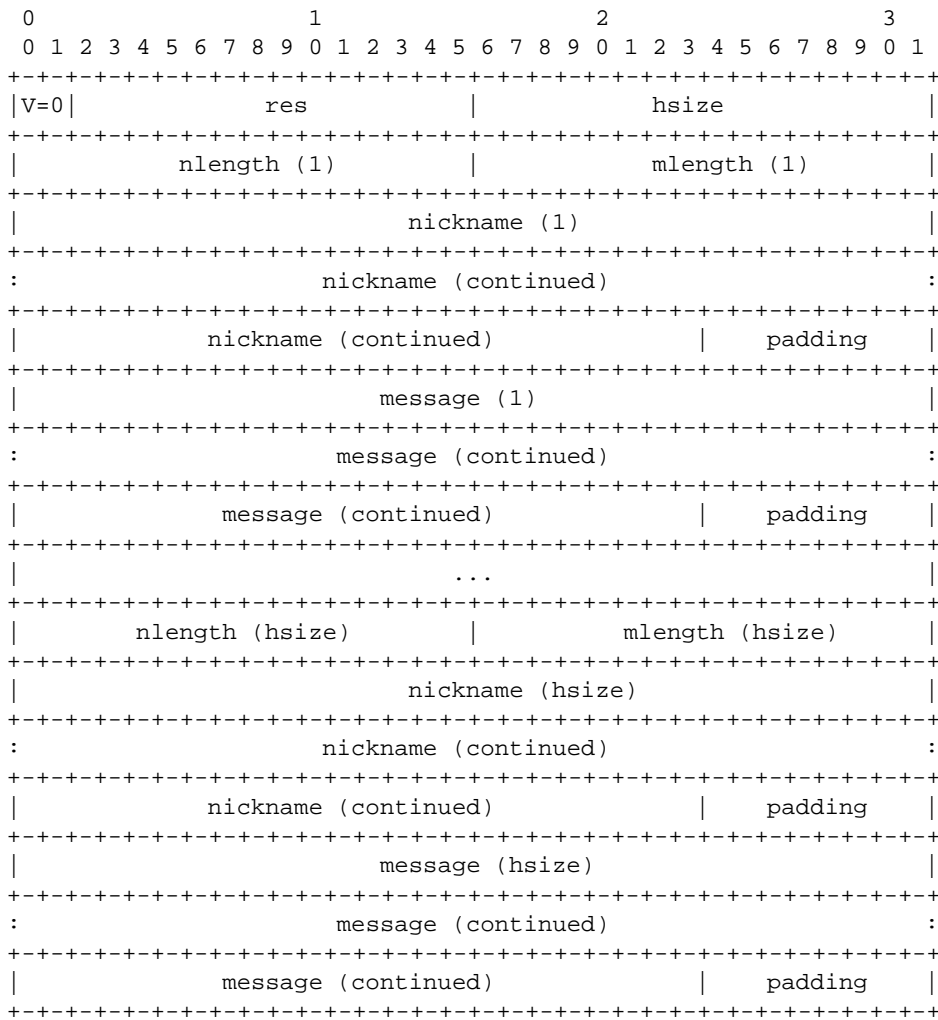 0                   1                   2                   3
 0 1 2 3 4 5 6 7 8 9 0 1 2 3 4 5 6 7 8 9 0 1 2 3 4 5 6 7 8 9 0 1
+-+-+-+-+-+-+-+-+-+-+-+-+-+-+-+-+-+-+-+-+-+-+-+-+-+-+-+-+-+-+-+-+
|V=0|             res           |            hsize              |
+-+-+-+-+-+-+-+-+-+-+-+-+-+-+-+-+-+-+-+-+-+-+-+-+-+-+-+-+-+-+-+-+
|           nlength (1)         |            mlength (1)        |
+-+-+-+-+-+-+-+-+-+-+-+-+-+-+-+-+-+-+-+-+-+-+-+-+-+-+-+-+-+-+-+-+
|                           nickname (1)                        |
+-+-+-+-+-+-+-+-+-+-+-+-+-+-+-+-+-+-+-+-+-+-+-+-+-+-+-+-+-+-+-+-+
:                     nickname (continued)                      :
+-+-+-+-+-+-+-+-+-+-+-+-+-+-+-+-+-+-+-+-+-+-+-+-+-+-+-+-+-+-+-+-+
|             nickname (continued)              |    padding    |
+-+-+-+-+-+-+-+-+-+-+-+-+-+-+-+-+-+-+-+-+-+-+-+-+-+-+-+-+-+-+-+-+
|                         message (1)                           |
+-+-+-+-+-+-+-+-+-+-+-+-+-+-+-+-+-+-+-+-+-+-+-+-+-+-+-+-+-+-+-+-+
:                      message (continued)                      :
+-+-+-+-+-+-+-+-+-+-+-+-+-+-+-+-+-+-+-+-+-+-+-+-+-+-+-+-+-+-+-+-+
|              message (continued)              |    padding    |
+-+-+-+-+-+-+-+-+-+-+-+-+-+-+-+-+-+-+-+-+-+-+-+-+-+-+-+-+-+-+-+-+
|                              ...                              |
+-+-+-+-+-+-+-+-+-+-+-+-+-+-+-+-+-+-+-+-+-+-+-+-+-+-+-+-+-+-+-+-+
|        nlength (hsize)        |          mlength (hsize)      |
+-+-+-+-+-+-+-+-+-+-+-+-+-+-+-+-+-+-+-+-+-+-+-+-+-+-+-+-+-+-+-+-+
|                           nickname (hsize)                    |
+-+-+-+-+-+-+-+-+-+-+-+-+-+-+-+-+-+-+-+-+-+-+-+-+-+-+-+-+-+-+-+-+
:                     nickname (continued)                      :
+-+-+-+-+-+-+-+-+-+-+-+-+-+-+-+-+-+-+-+-+-+-+-+-+-+-+-+-+-+-+-+-+
|             nickname (continued)              |    padding    |
+-+-+-+-+-+-+-+-+-+-+-+-+-+-+-+-+-+-+-+-+-+-+-+-+-+-+-+-+-+-+-+-+
|                         message (hsize)                       |
+-+-+-+-+-+-+-+-+-+-+-+-+-+-+-+-+-+-+-+-+-+-+-+-+-+-+-+-+-+-+-+-+
:                      message (continued)                      :
+-+-+-+-+-+-+-+-+-+-+-+-+-+-+-+-+-+-+-+-+-+-+-+-+-+-+-+-+-+-+-+-+
|              message (continued)              |    padding    |
+-+-+-+-+-+-+-+-+-+-+-+-+-+-+-+-+-+-+-+-+-+-+-+-+-+-+-+-+-+-+-+-+